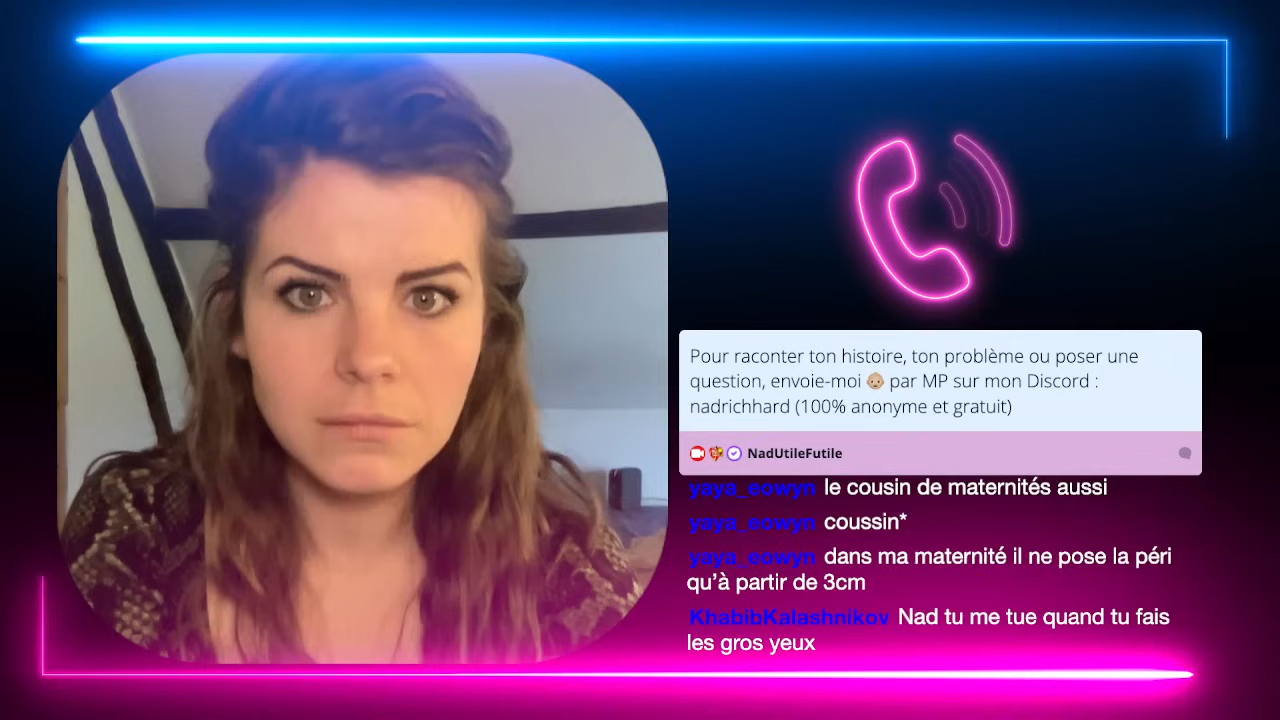 Pour raconter ton histoire, ton problème ou poser une
question, envoie-moi 👶🏼 par MP sur mon Discord :
nadrichhard (100% anonyme et gratuit)
NadUtileFutile
yaya_eowyn le cousin de maternités aussi
yaya_eowyn coussin*
yaya_eowyn dans ma maternité il ne pose la péri
qu’à partir de 3cm
KhabibKalashnikov Nad tu me tue quand tu fais
les gros yeux